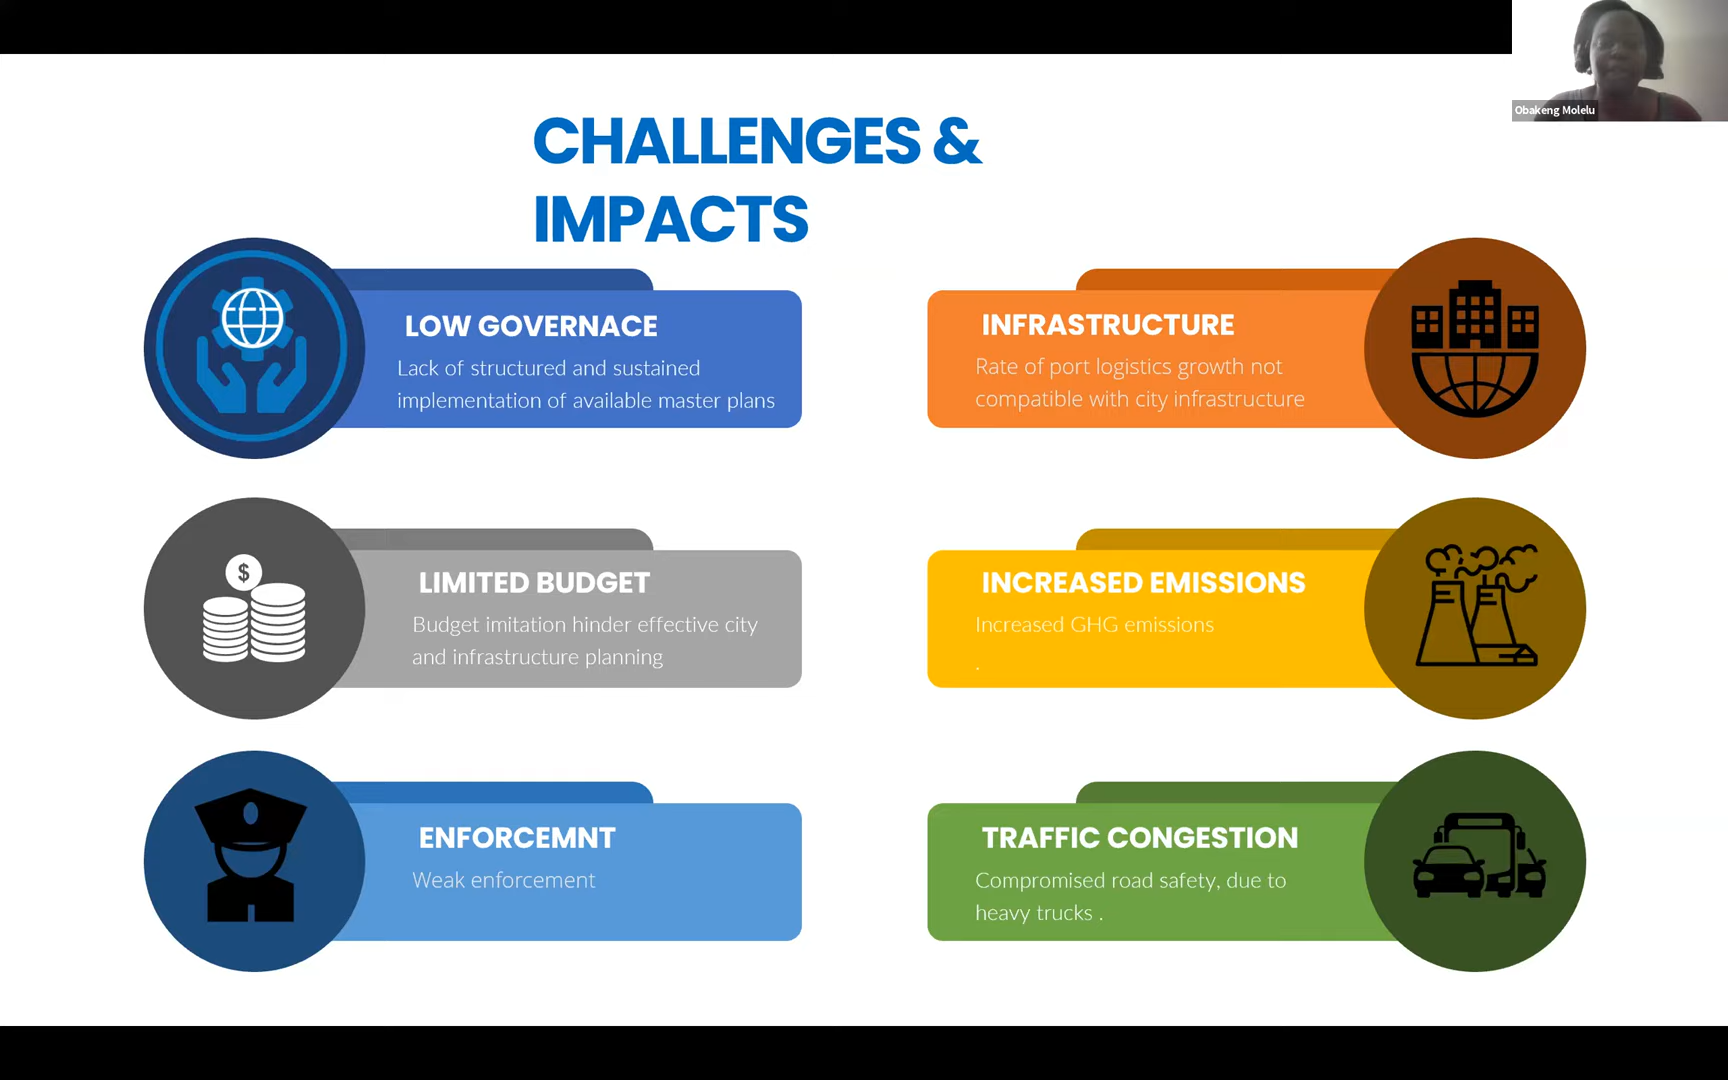 Obakeng Molelu
CHALLENGES &
IMPACTS
LOW GOVERNACE
Lack of structured and sustained
implementation of available master plans
INFRASTRUCTURE
Rate of port logistics growth not
compatible with city infrastructure
$
LIMITED BUDGET
Budget imitation hinder effective city
and infrastructure planning
INCREASED EMISSIONS
Increased GHG emissions
.
ENFORCEMNT
Weak enforcement
TRAFFIC CONGESTION
Compromised road safety, due to
heavy trucks .